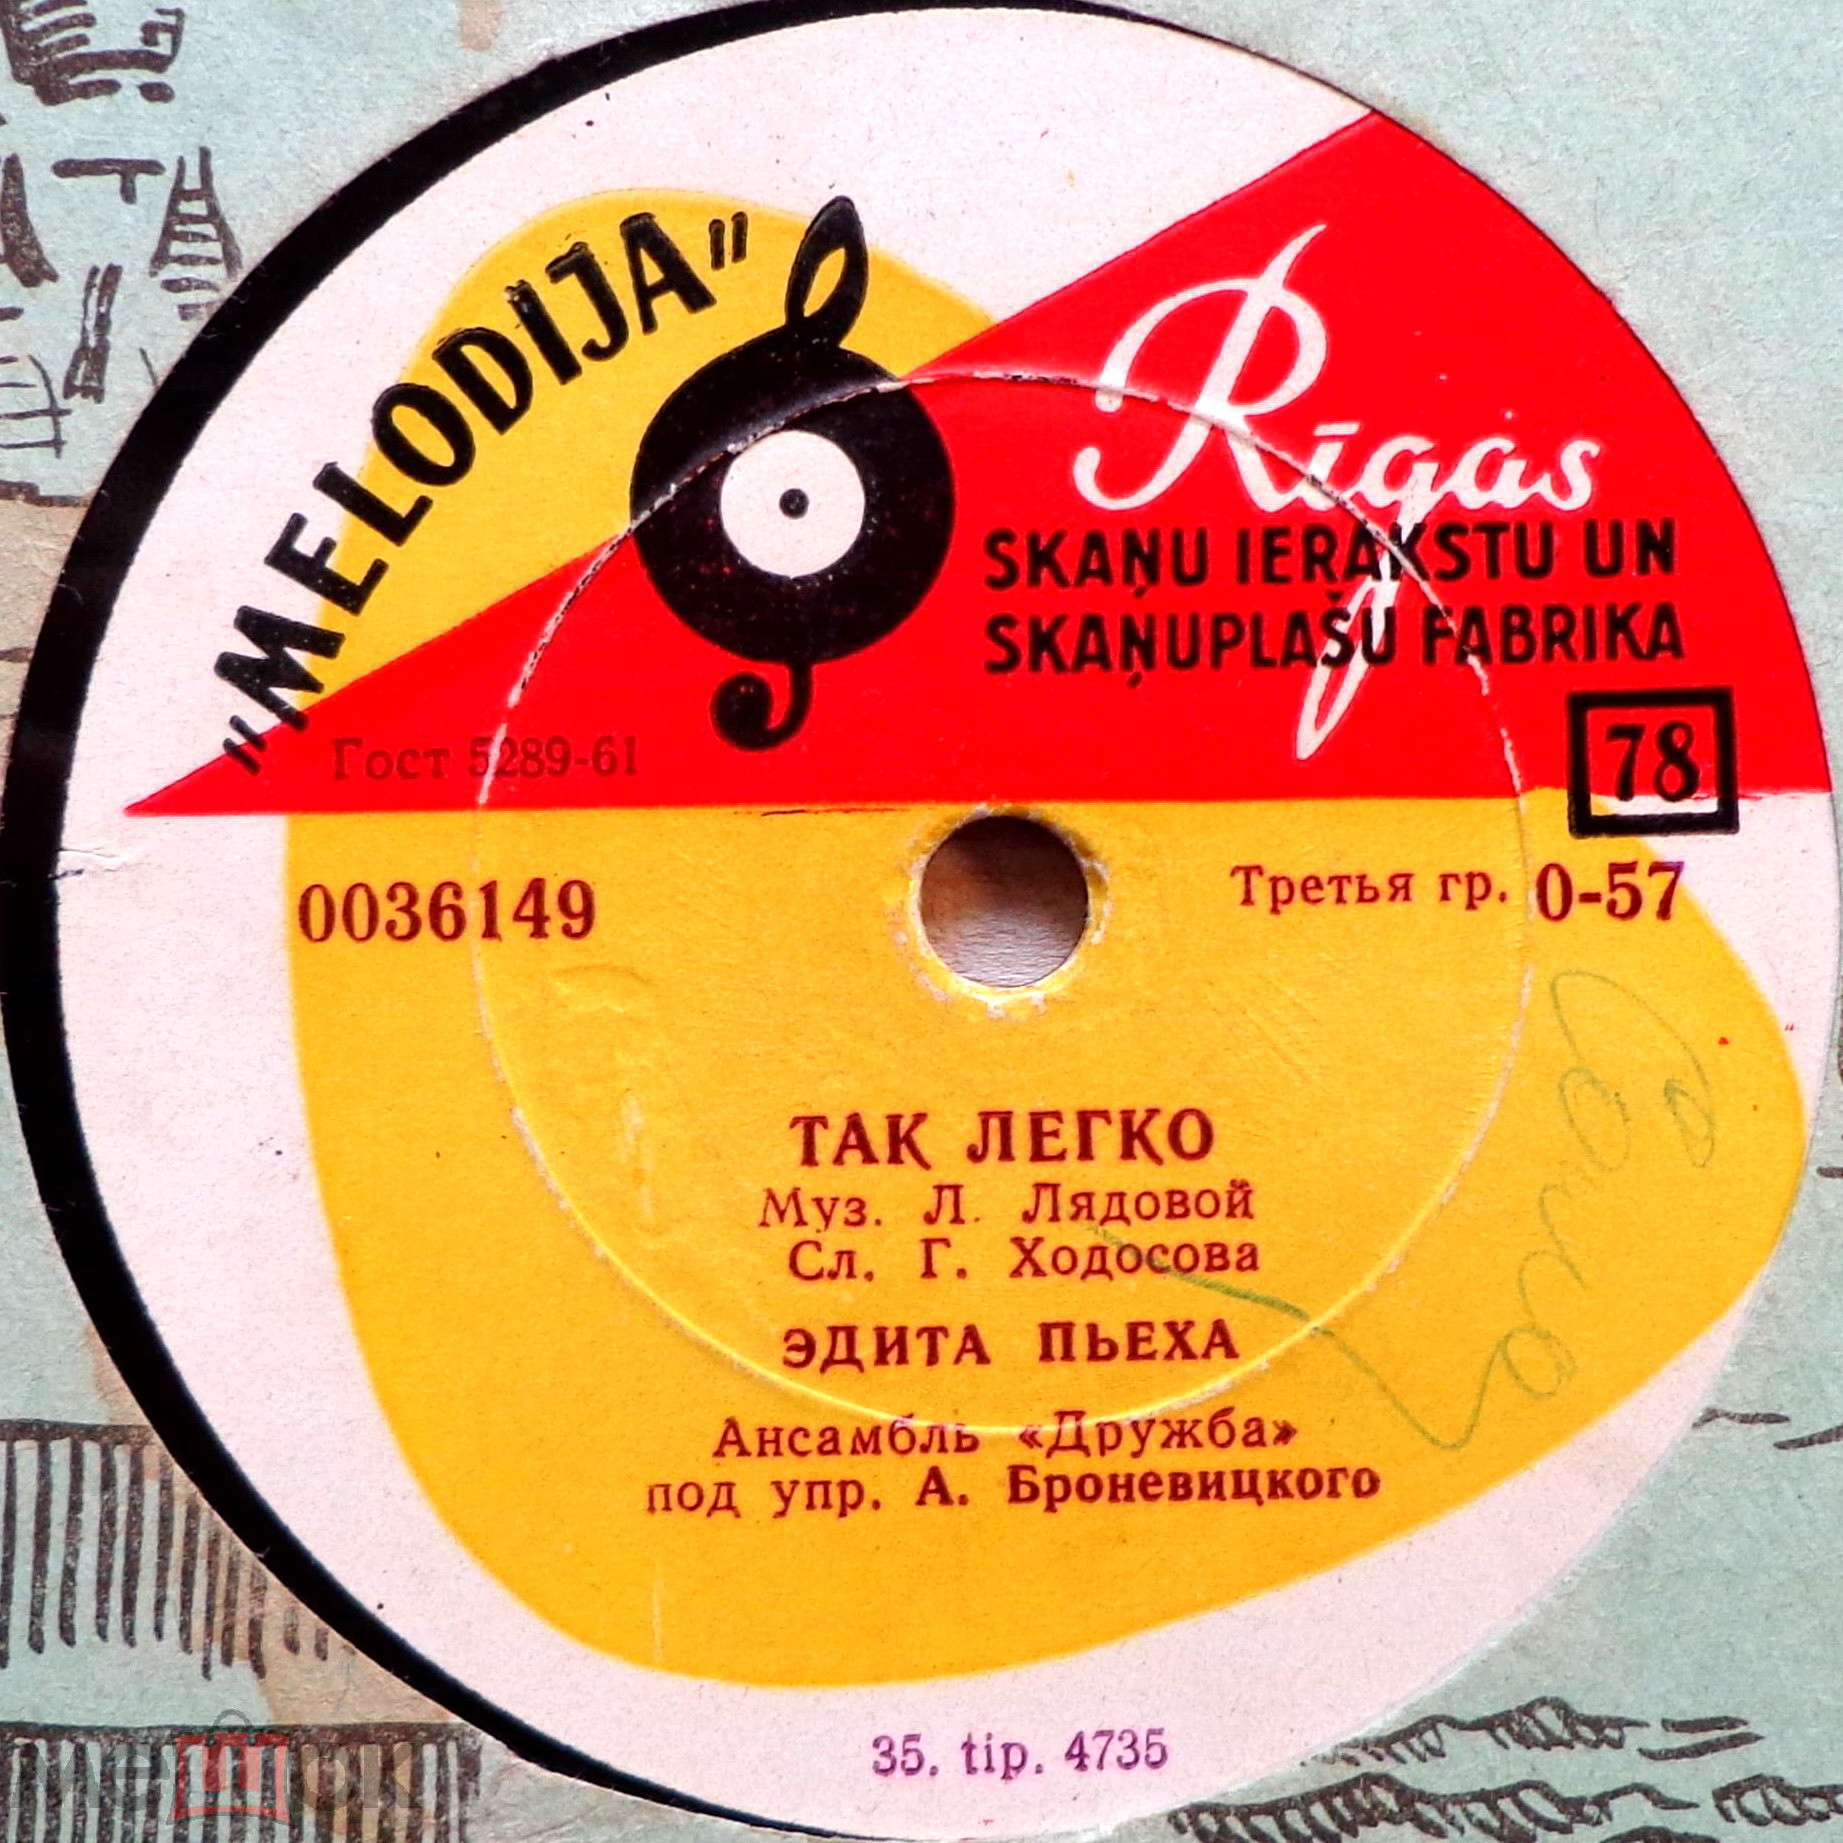 "MELODIJA"
Rīgas
SKAŅU IERAKSTU UN
SKAŅUPLAŠU FABRIKA
Гост 5289-61
78
0036149
Третья гр. 0-57
ТАК ЛЕГКО
Муз. Л. Лядовой
Сл. Г. Ходосова
ЭДИТА ПЬЕХА
Ансамбль «Дружба»
под упр. А. Броневицкого
35. tip. 4735
мешок